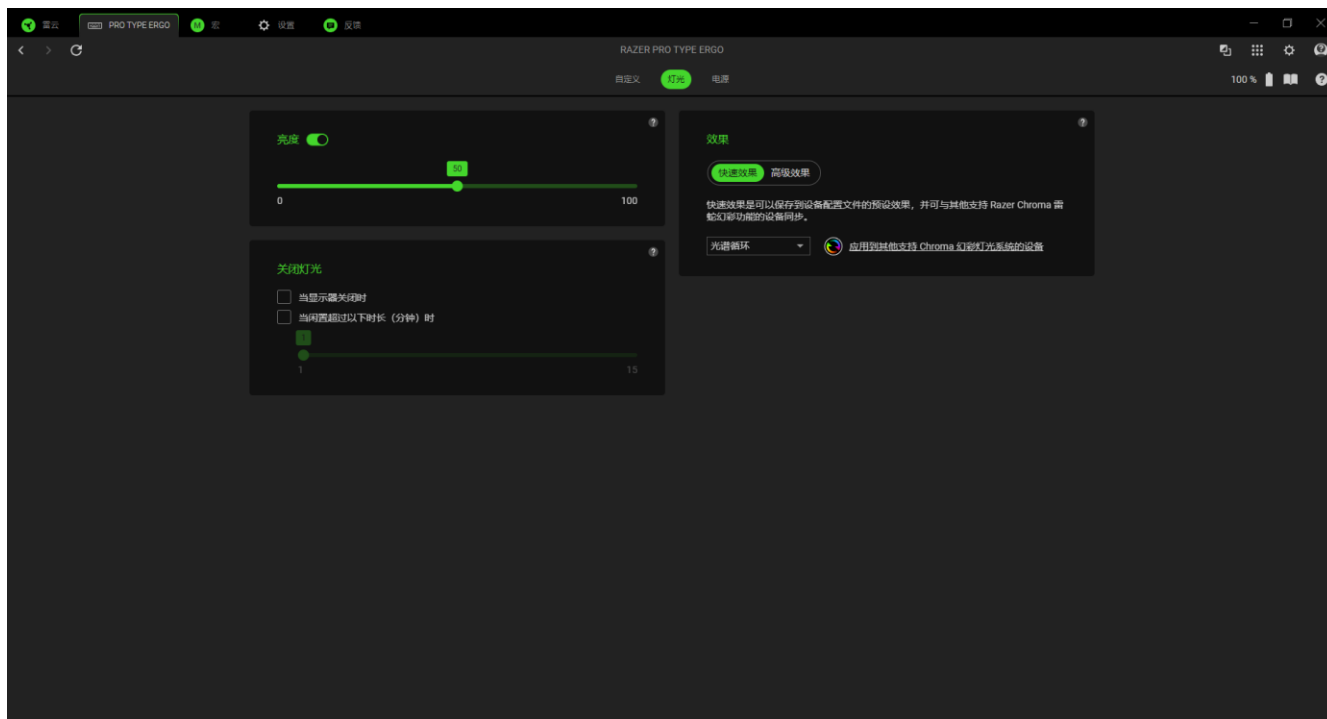 雷云 PRO TYPE ERGO M 宏 设置 反馈
RAZER PRO TYPE ERGO
自定义 灯光 电源 100 %
亮度
50
0 100
关闭灯光
当显示器关闭时
当闲置超过以下时长（分钟）时
1
1 15
效果
快速效果 高级效果
快速效果是可以保存到设备配置文件的预设效果，并可与其他支持 Razer Chroma 雷
蛇幻彩功能的设备同步。
光谱循环 应用到其他支持 Chroma 幻彩灯光系统的设备